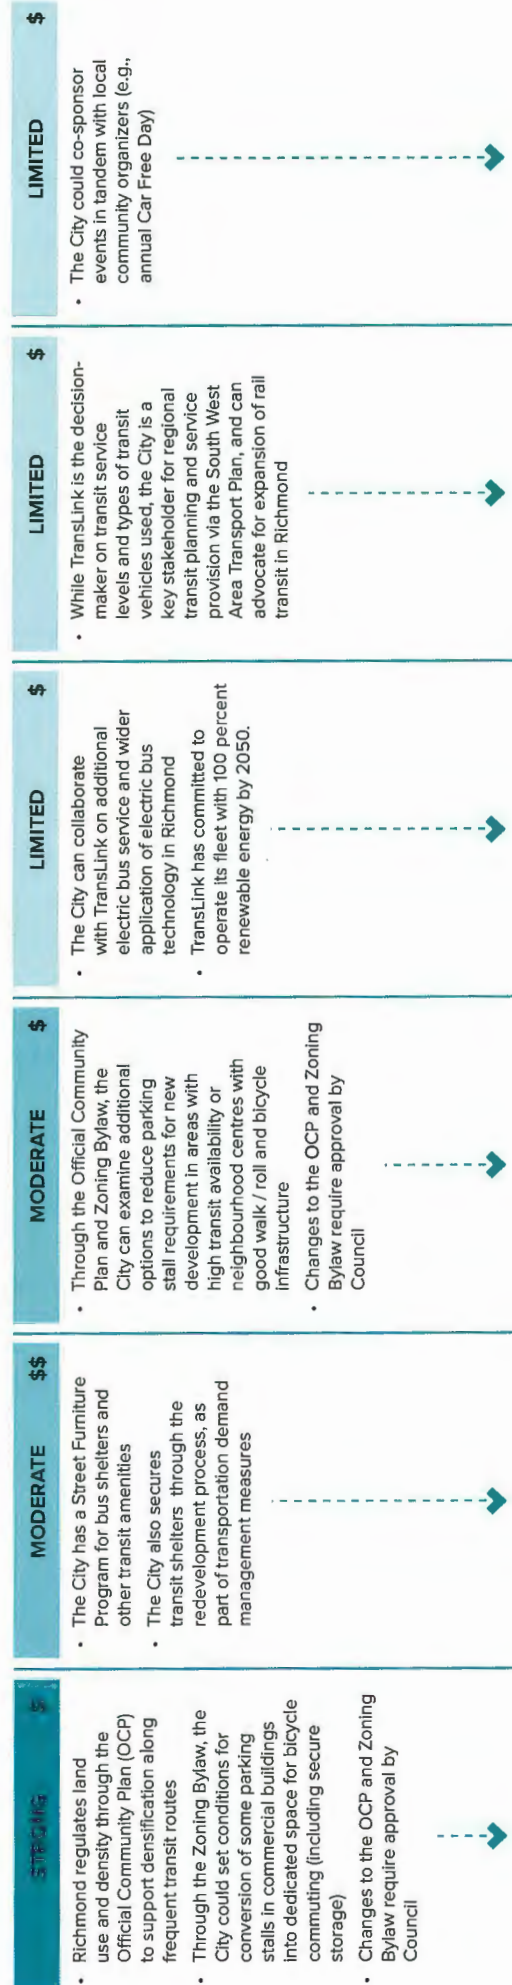 STRONG $
• Richmond regulates land
use and density through the
Official Community Plan (OCP)
to support densification along
frequent transit routes
• Through the Zoning Bylaw, the
City could set conditions for
conversion of some parking
stalls in commercial buildings
into dedicated space for bicycle
commuting (including secure
storage)
• Changes to the OCP and Zoning
Bylaw require approval by
Council
MODERATE $$
• The City has a Street Furniture
Program for bus shelters and
other transit amenities
• The City also secures
transit shelters through the
redevelopment process, as
part of transportation demand
management measures
MODERATE $
• Through the Official Community
Plan and Zoning Bylaw, the
City can examine additional
options to reduce parking
stall requirements for new
development in areas with
high transit availability or
neighbourhood centres with
good walk / roll and bicycle
infrastructure
• Changes to the OCP and Zoning
Bylaw require approval by
Council
LIMITED $
• The City can collaborate
with TransLink on additional
electric bus service and wider
application of electric bus
technology in Richmond
• TransLink has committed to
operate its fleet with 100 percent
renewable energy by 2050.
LIMITED $
• While TransLink is the decision-
maker on transit service
levels and types of transit
vehicles used, the City is a
key stakeholder for regional
transit planning and service
provision via the South West
Area Transport Plan, and can
advocate for expansion of rail
transit in Richmond
LIMITED $
• The City could co-sponsor
events in tandem with local
community organizers (e.g.,
annual Car Free Day)